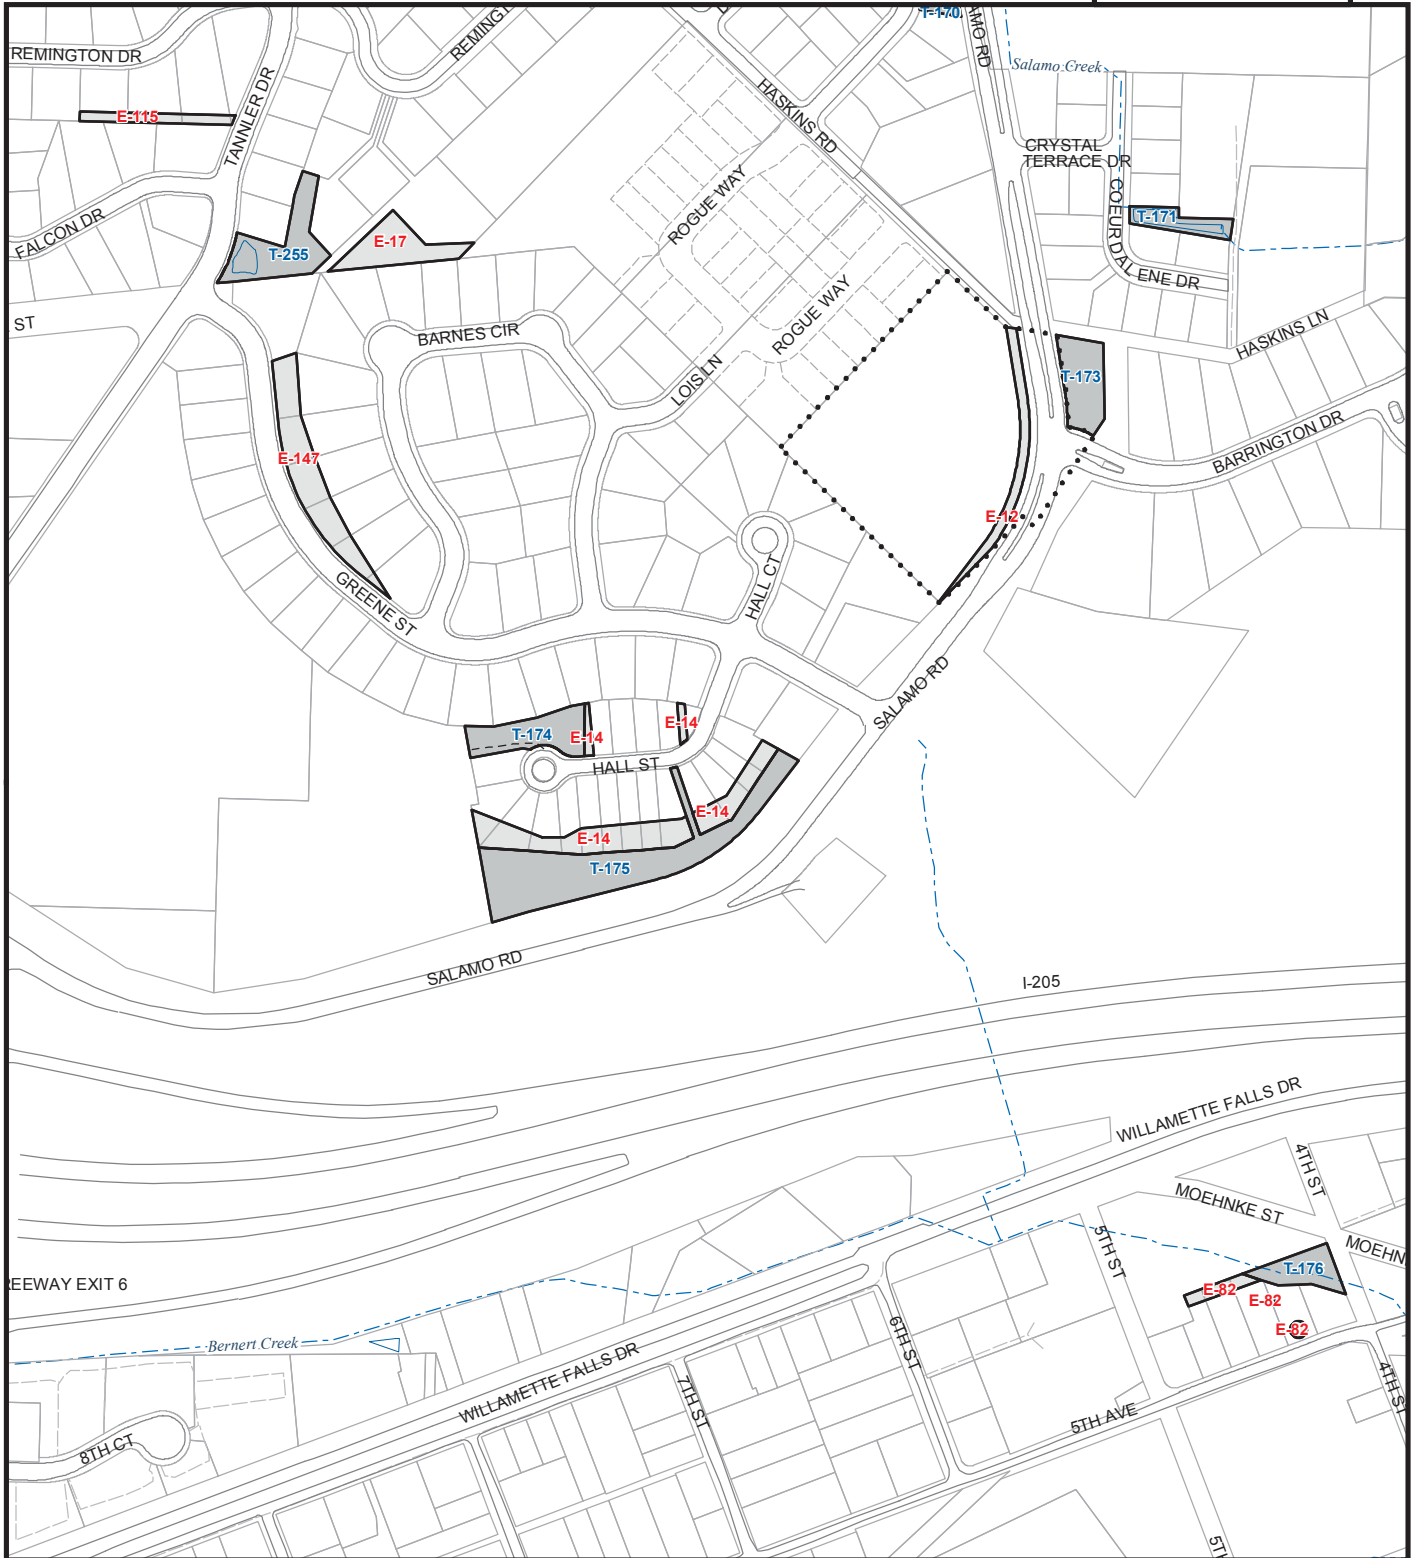 REMINGTON DR
REMINGT
T-170
AMO RD
Salamo Creek
E-115
TANNLER DR
HASKINS RD
CRYSTAL
TERRACE DR
COEUR DAL ENE DR
T-171
FALCON DR
T-255
E-17
ROGUE WAY
ROGUE WAY
ST
BARNES CIR
LOIS LN
HASKINS LN
T-173
BARRINGTON DR
E-147
E-12
GREENE ST
HALL CT
SALAMO RD
T-174
E-14
E-14
HALL ST
E-14
E-14
T-175
SALAMO RD
I-205
WILLAMETTE FALLS DR
4TH ST
MOEHNKE ST
MOEHN
5TH ST
T-176
E-82
E-82
E-82
REEWAY EXIT 6
Bernert Creek
6TH ST
WILLAMETTE FALLS DR
7TH ST
4TH ST
5TH AVE
8TH CT
5TH